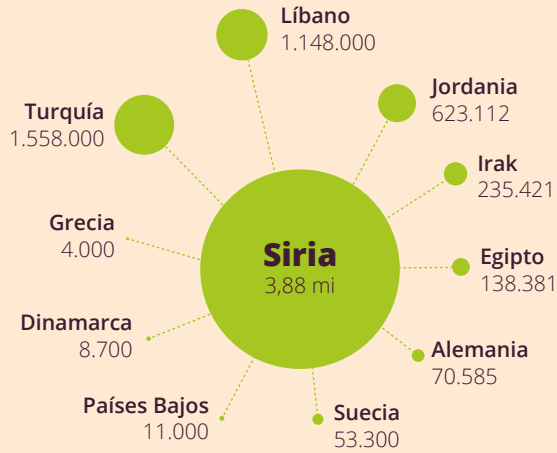 Líbano
1.148.000
Jordania
623.112
Turquía
1.558.000
Irak
235.421
Grecia
4.000
Siria
3,88 mi
Egipto
138.381
Dinamarca
8.700
Alemania
70.585
Países Bajos
11.000
Suecia
53.300